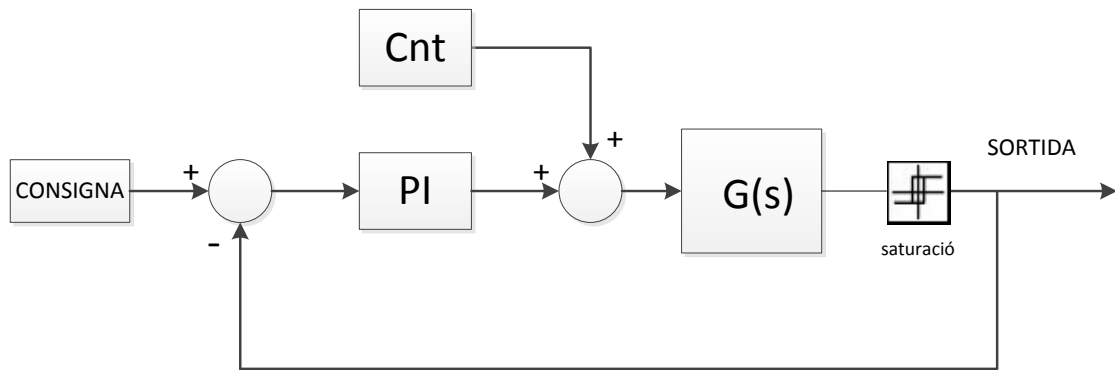 Cnt
+
+
CONSIGNA
+
PI
G(s)
SORTIDA
-
saturació